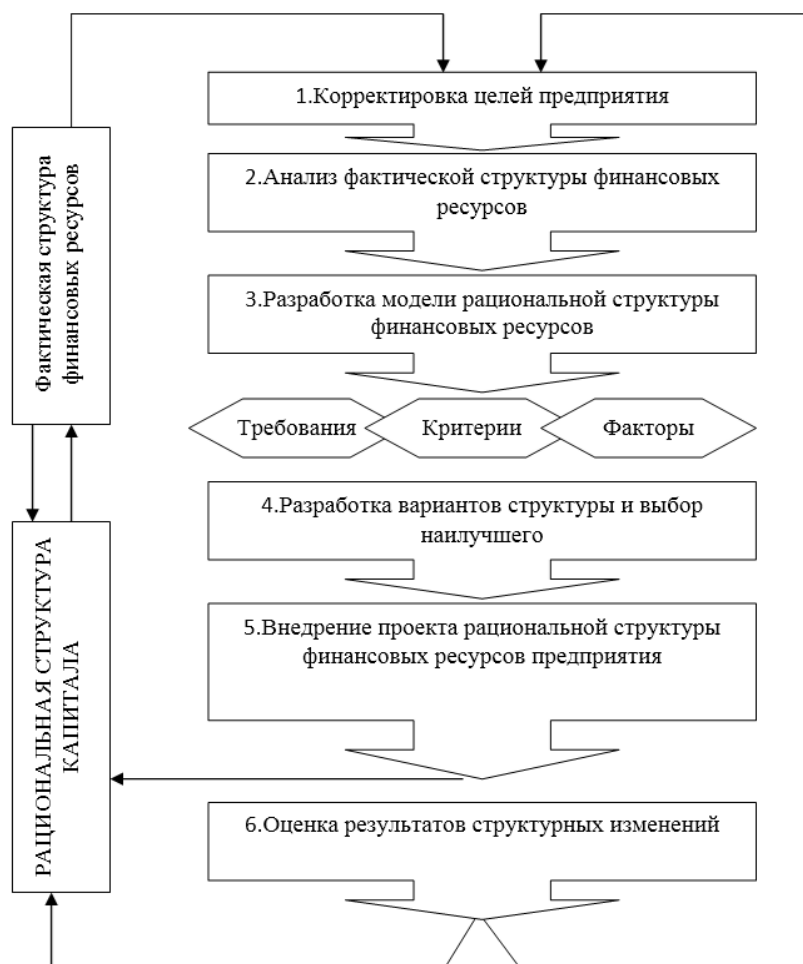 1.Корректировка целей предприятия
Фактическая структура
финансовых ресурсов
2.Анализ фактической структуры финансовых
ресурсов
3.Разработка модели рациональной структуры
финансовых ресурсов
Требования
Критерии
Факторы
4.Разработка вариантов структуры и выбор
наилучшего
РАЦИОНАЛЬНАЯ СТРУКТУРА
КАПИТАЛА
5.Внедрение проекта рациональной структуры
финансовых ресурсов предприятия
6.Оценка результатов структурных изменений